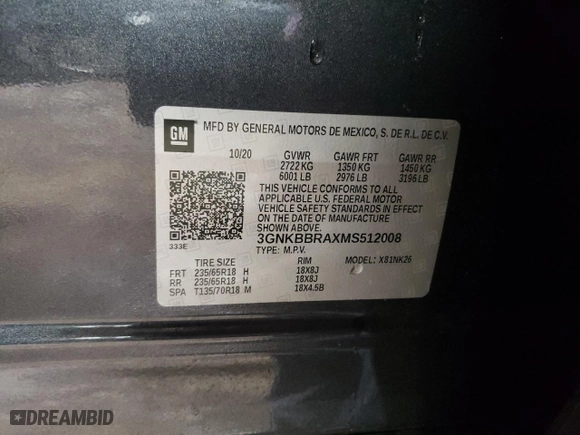 GM
MFD BY GENERAL MOTORS DE MEXICO, S. DE R.L. DE C.V.
10/20 GVWR GAWR FRT GAWR RR
2722 KG 1350 KG 1450 KG
6001 LB 2976 LB 3196 LB
THIS VEHICLE CONFORMS TO ALL
APPLICABLE U.S. FEDERAL MOTOR
VEHICLE SAFETY STANDARDS IN EFFECT
ON THE DATE OF MANUFACTURE
SHOWN ABOVE.
333E
3GNKBBRAXMS512008
TYPE: M.P.V.
TIRE SIZE RIM MODEL: X81NK26
FRT 235/65R18 H 18X8J
RR 235/65R18 H 18X8J
SPA T135/70R18 M 18X4.5B
DREAMBID